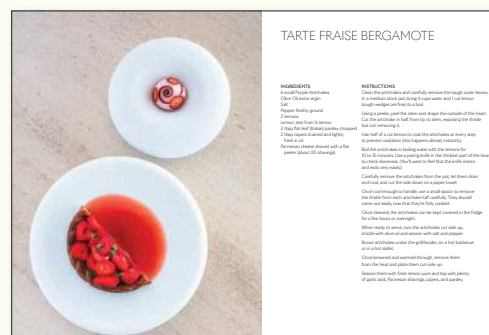 TARTE FRAISE BERGAMOTE
INGREDIENTS
6 small Purple Artichokes
Olive Oil extra virgin
Salt
Pepper freshly ground
2 lemons
Lemon zest from ½ lemon
2 tbsp flat leaf (Italian) parsley chopped
2 tbsp capers drained and lightly
fried in oil
Parmesan cheese shaved with a flat
peeler (about 20 shavings)
INSTRUCTIONS
Clean the artichokes and carefully remove the tough outer leaves.
In a medium stock pot, bring 6 cups water and 1 cut lemon
(rough wedges are fine) to a boil.
Using a peeler, peel the stem and shape the outside of the heart.
Cut the artichoke in half, from tip to stem, exposing the thistle
but not removing it.
Use half of a cut lemon to coat the artichokes at every step
to prevent oxidation (this happens almost instantly).
Boil the artichokes in boiling water with the lemons for
10 to 15 minutes. Use a paring knife in the thickest part of the heart
to check doneness. (You'll want to feel that the knife enters
and exits very easily.)
Carefully remove the artichokes from the pot, let them drain
and cool, and cut the side down on a paper towel.
Once cool enough to handle, use a small spoon to remove
the thistle from each artichoke half carefully. They should
come out easily now that they're fully cooked.
Once cleaned, the artichokes can be kept covered in the fridge
for a few hours or overnight.
When ready to serve, turn the artichokes cut side up,
drizzle with olive oil and season with salt and pepper.
Brown artichokes under the grill/broiler, on a hot barbecue
or in a hot skillet.
Once browned and warmed through, remove them
from the heat and plate them cut side up.
Season them with fresh lemon juice and top with plenty
of garlic aioli, Parmesan shavings, capers, and parsley.